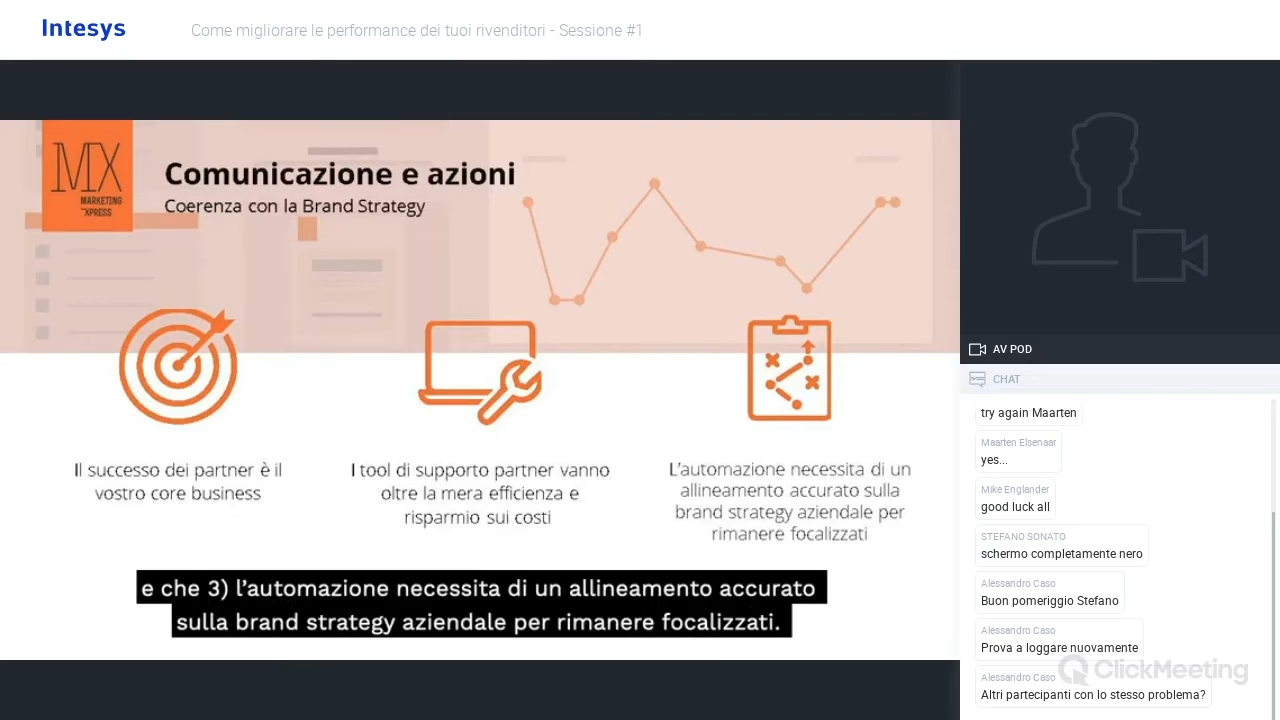 Intesys
Come migliorare le performance dei tuoi rivenditori - Sessione #1
MX
MARKETING
XPRESS
Comunicazione e azioni
Coerenza con la Brand Strategy
Il successo dei partner è il
vostro core business
I tool di supporto partner vanno
oltre la mera efficienza e
risparmio sui costi
L'automazione necessita di un
allineamento accurato sulla
brand strategy aziendale per
rimanere focalizzati
e che 3) l'automazione necessita di un allineamento accurato
sulla brand strategy aziendale per rimanere focalizzati.
AV POD
CHAT
try again Maarten
Maarten Elsenaar
yes...
Mike Englander
good luck all
STEFANO SONATO
schermo completamente nero
Alessandro Caso
Buon pomeriggio Stefano
Alessandro Caso
Prova a loggare nuovamente
Alessandro Caso
Altri partecipanti con lo stesso problema?
ClickMeeting